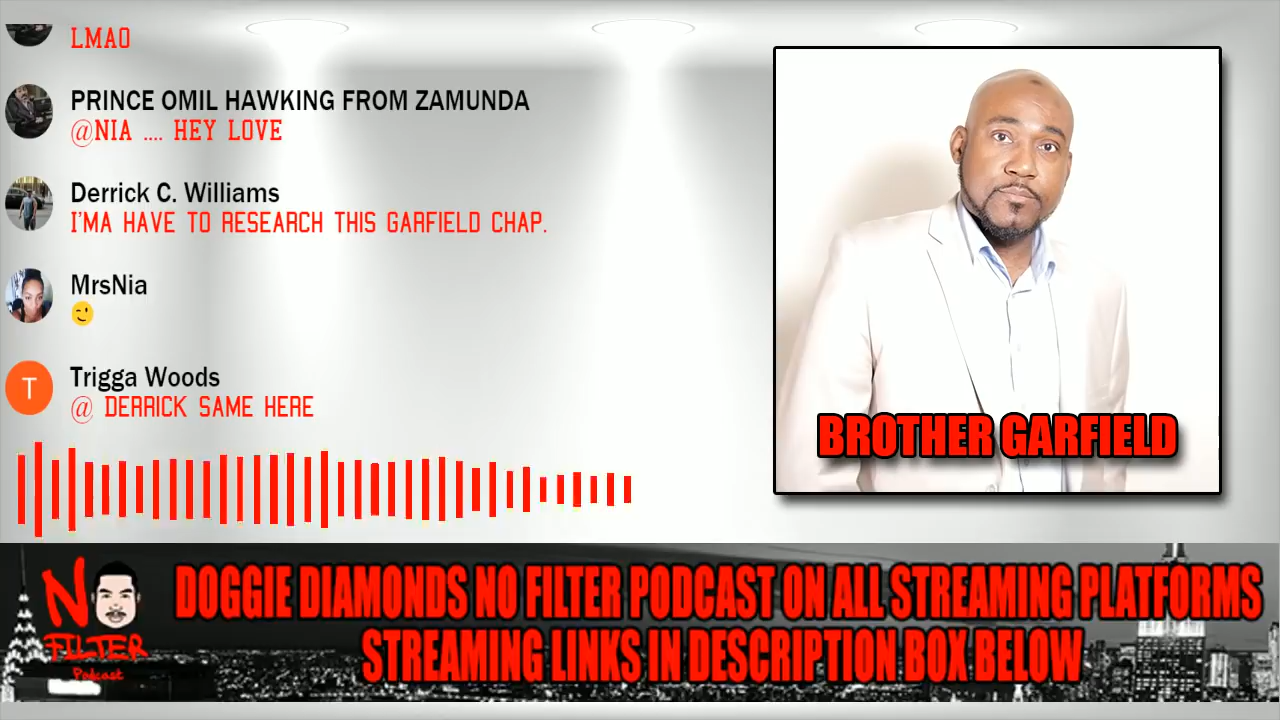 LMAO
PRINCE OMIL HAWKING FROM ZAMUNDA
@NIA .... HEY LOVE
Derrick C. Williams
I'MA HAVE TO RESEARCH THIS GARFIELD CHAP.
MrsNia
😉
T
Trigga Woods
@ DERRICK SAME HERE
BROTHER GARFIELD
NO
FILTER
Podcast
DOGGIE DIAMONDS NO FILTER PODCAST ON ALL STREAMING PLATFORMS
STREAMING LINKS IN DESCRIPTION BOX BELOW